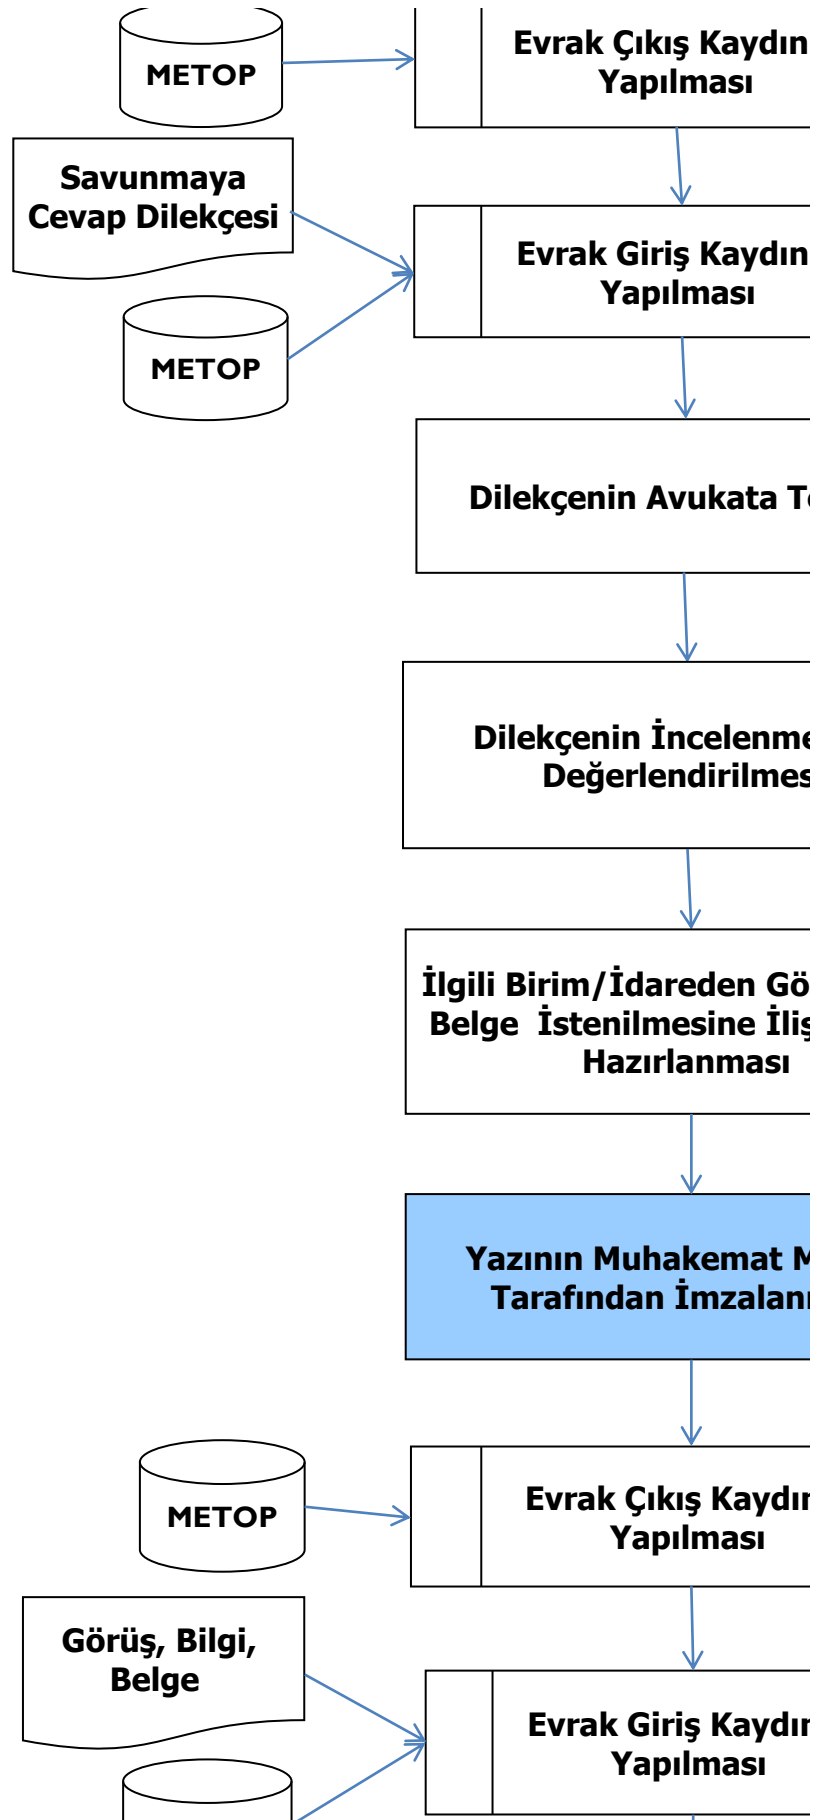 METOP
Evrak Çıkış Kaydın
Yapılması
Savunmaya
Cevap Dilekçesi
Evrak Giriş Kaydın
Yapılması
METOP
Dilekçenin Avukata
Dilekçenin İncelenme
Değerlendirilmes
İlgili Birim/İdareden Gö
Belge İstenilmesine İliş
Hazırlanması
Yazının Muhakemat M
Tarafından İmzalan
METOP
Evrak Çıkış Kaydın
Yapılması
Görüş, Bilgi,
Belge
Evrak Giriş Kaydın
Yapılması